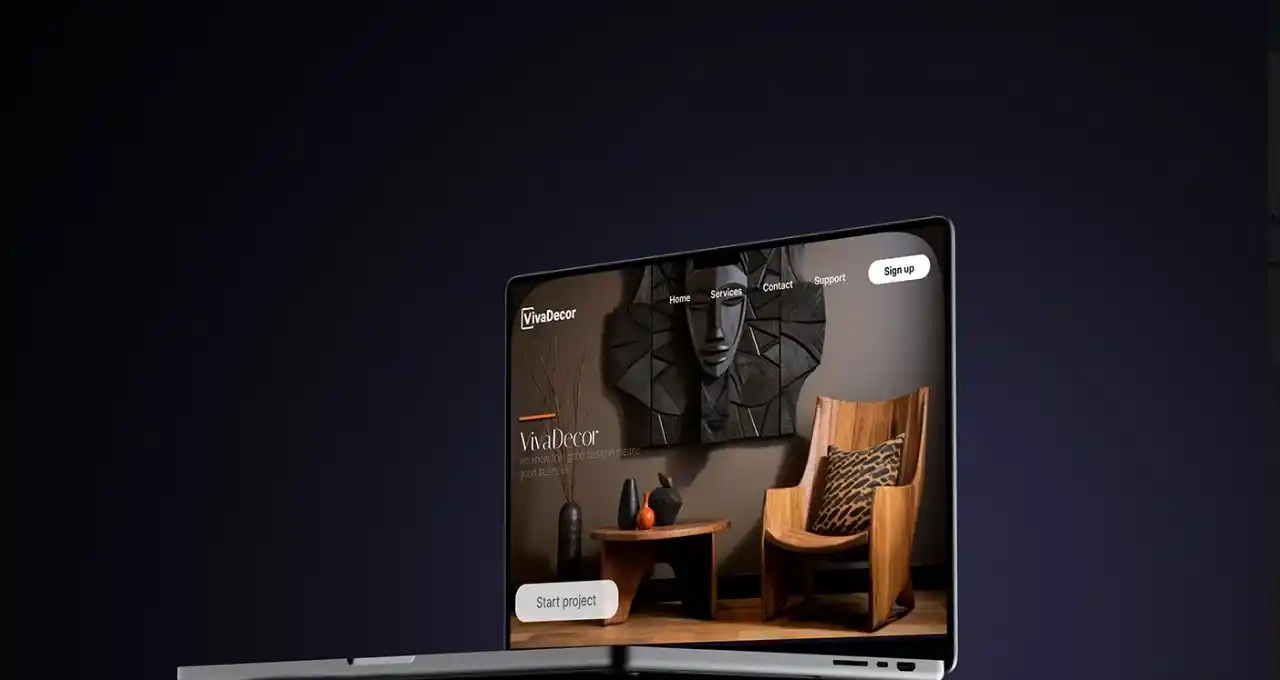 Home Services Contact Support Sign up
VivaDecor
VivaDecor
we know that good design means
good business
Start project